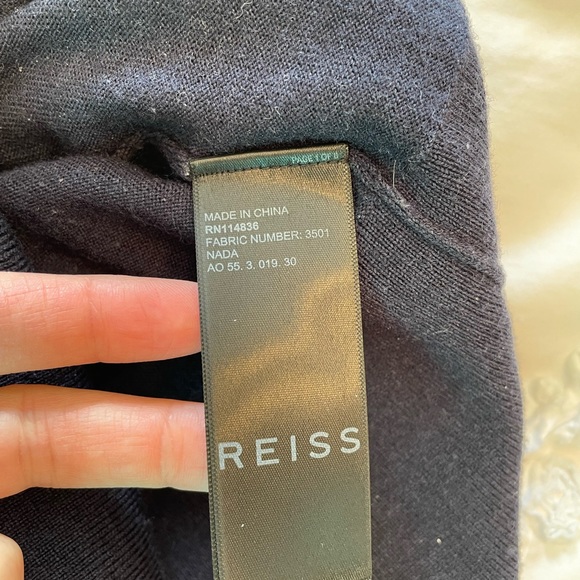 PAGE 1 OF 8
MADE IN CHINA
RN114836
FABRIC NUMBER: 3501
NADA
AO 55. 3. 019. 30
REISS